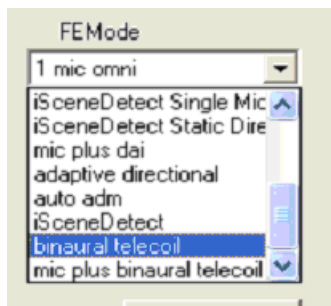 FEMode
1 mic omni
iSceneDetect Single Mic
iSceneDetect Static Dire
mic plus dai
adaptive directional
auto adm
iSceneDetect
binaural telecoil
mic plus binaural telecoil